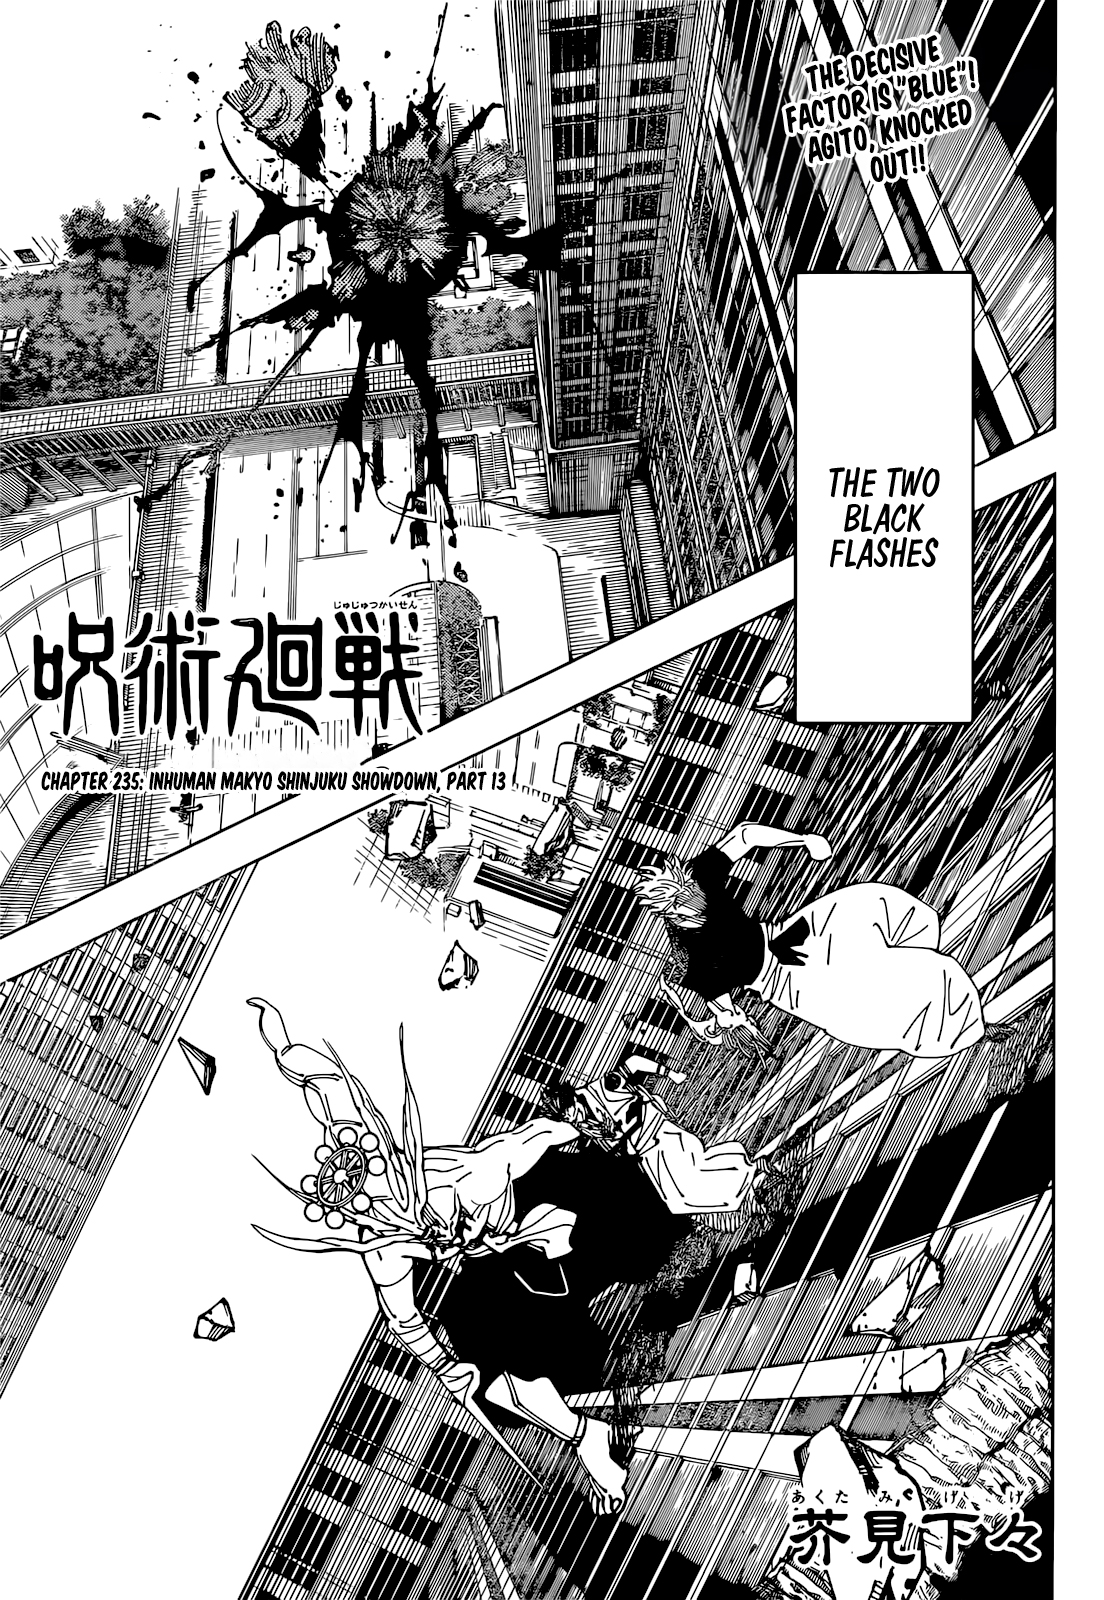 THE DECISIVE
FACTOR IS "BLUE"!
AGITO, KNOCKED
OUT!!
THE TWO
BLACK
FLASHES
じゅじゅつかいせん
呪術廻戦
CHAPTER 235: INHUMAN MAKYO SHINJUKU SHOWDOWN, PART 13
あくたみげげ
芥見下々